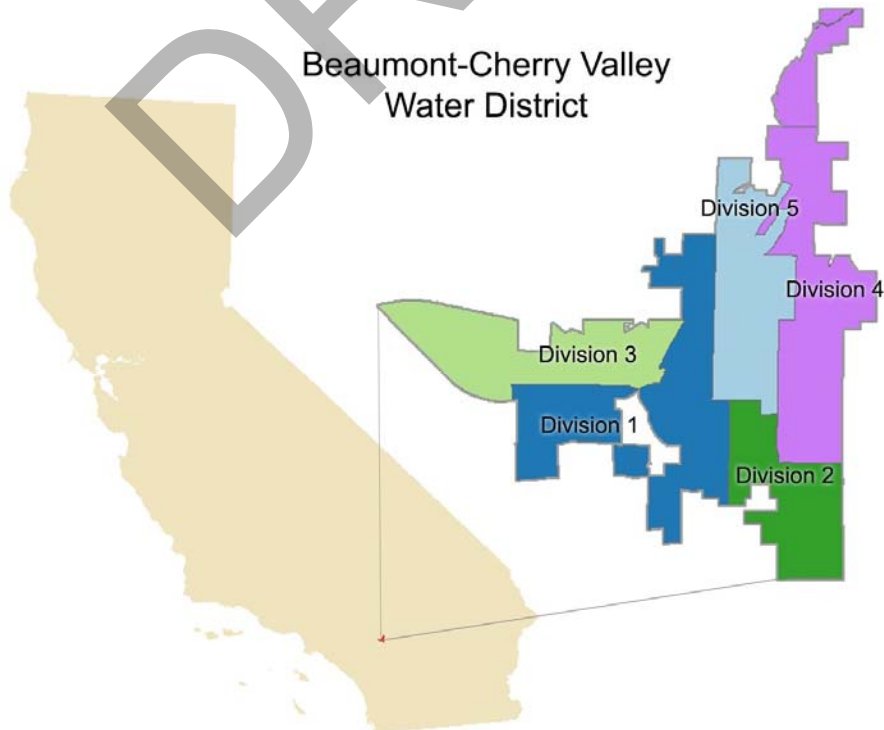 Beaumont-Cherry Valley
Water District
Division 5
Division 4
Division 3
Division 1
Division 2